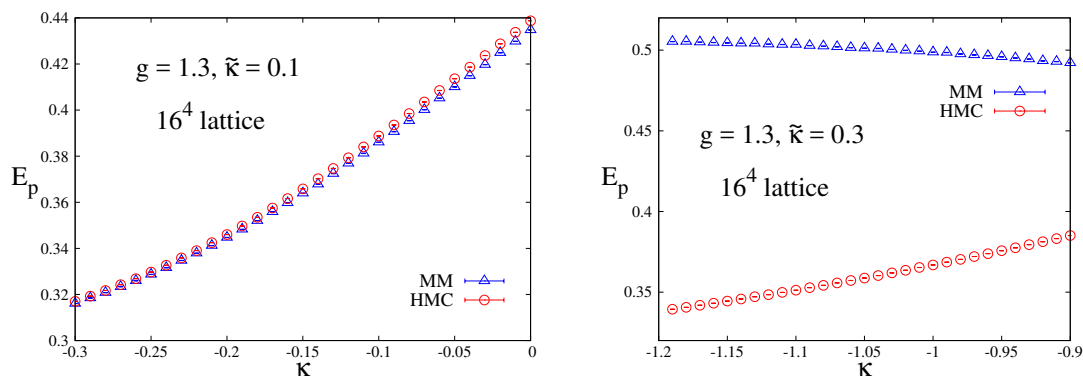 0.44
0.42
0.4
0.38
0.36
0.34
0.32
0.3
E_p
g = 1.3, κ̃ = 0.1
16⁴ lattice
MM
HMC
-0.3 -0.25 -0.2 -0.15 -0.1 -0.05 0
κ
0.5
0.45
0.4
0.35
E_p
MM
HMC
g = 1.3, κ̃ = 0.3
16⁴ lattice
-1.2 -1.15 -1.1 -1.05 -1 -0.95 -0.9
κ